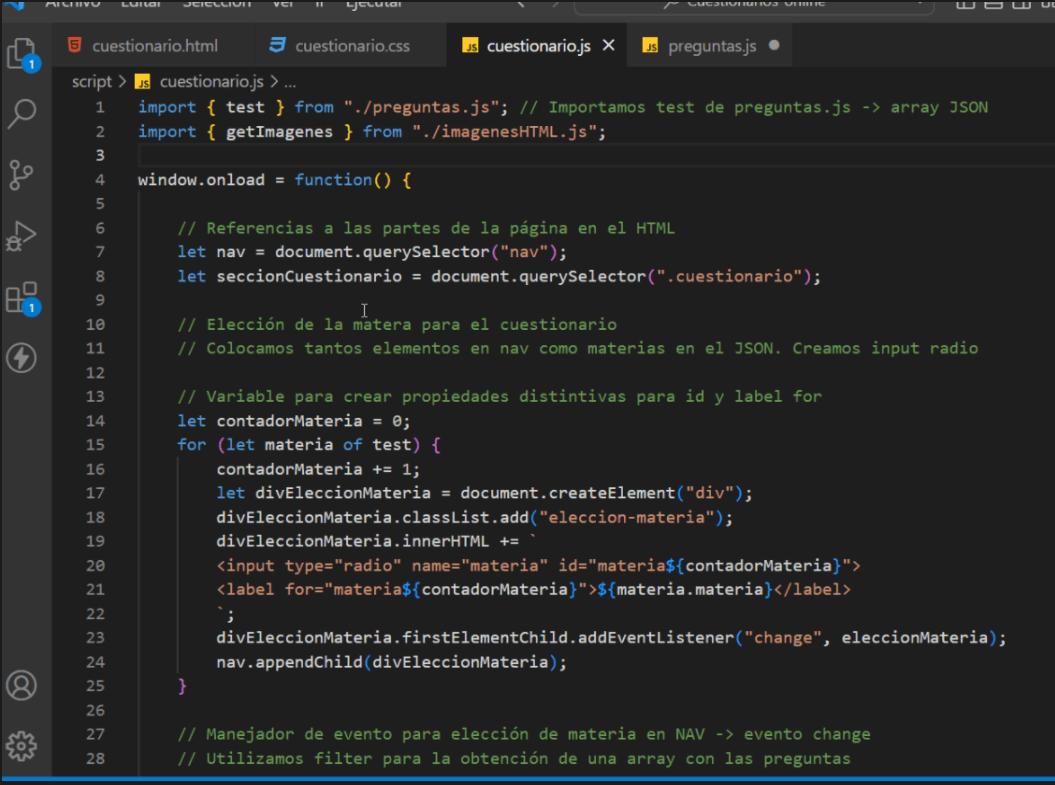 Archivo Editar Selección Ver Ir Ejecutar Cuestionarios online
cuestionario.html cuestionario.css JS cuestionario.js JS preguntas.js
script > JS cuestionario.js > ...
1 import { test } from "./preguntas.js"; // Importamos test de preguntas.js -> array JSON
2 import { getImagenes } from "./imagenesHTML.js";
3
4 window.onload = function() {
5
6 // Referencias a las partes de la página en el HTML
7 let nav = document.querySelector("nav");
8 let seccionCuestionario = document.querySelector(".cuestionario");
9
10 // Elección de la matera para el cuestionario
11 // Colocamos tantos elementos en nav como materias en el JSON. Creamos input radio
12
13 // Variable para crear propiedades distintivas para id y label for
14 let contadorMateria = 0;
15 for (let materia of test) {
16 contadorMateria += 1;
17 let divEleccionMateria = document.createElement("div");
18 divEleccionMateria.classList.add("eleccion-materia");
19 divEleccionMateria.innerHTML += `
20 <input type="radio" name="materia" id="materia${contadorMateria}">
21 <label for="materia${contadorMateria}">${materia.materia}</label>
22 `;
23 divEleccionMateria.firstElementChild.addEventListener("change", eleccionMateria);
24 nav.appendChild(divEleccionMateria);
25 }
26
27 // Manejador de evento para elección de materia en NAV -> evento change
28 // Utilizamos filter para la obtención de una array con las preguntas
1
1